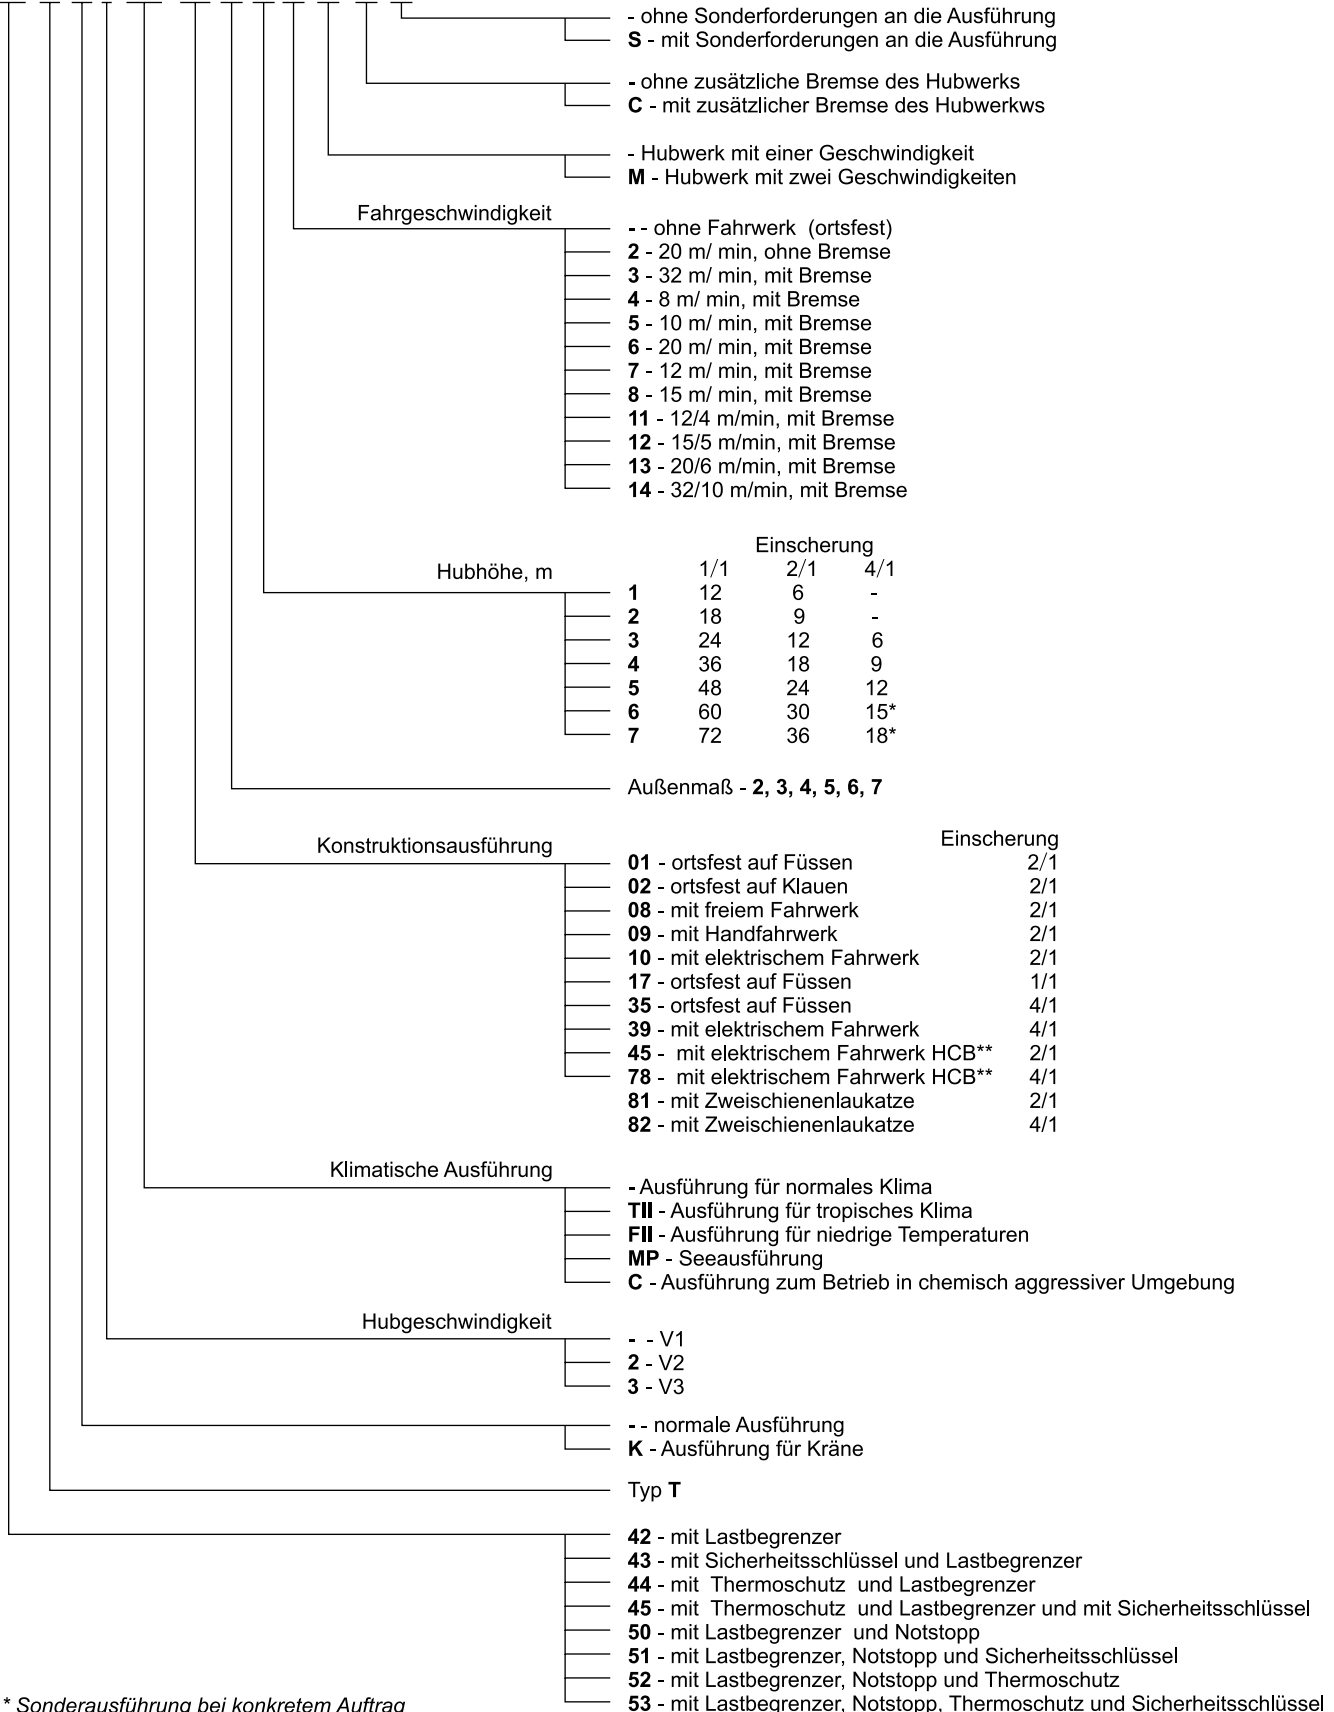 - ohne Sonderforderungen an die Ausführung
S - mit Sonderforderungen an die Ausführung
- ohne zusätzliche Bremse des Hubwerks
C - mit zusätzlicher Bremse des Hubwerkws
- Hubwerk mit einer Geschwindigkeit
M - Hubwerk mit zwei Geschwindigkeiten
Fahrgeschwindigkeit
- - ohne Fahrwerk (ortsfest)
2 - 20 m/ min, ohne Bremse
3 - 32 m/ min, mit Bremse
4 - 8 m/ min, mit Bremse
5 - 10 m/ min, mit Bremse
6 - 20 m/ min, mit Bremse
7 - 12 m/ min, mit Bremse
8 - 15 m/ min, mit Bremse
11 - 12/4 m/min, mit Bremse
12 - 15/5 m/min, mit Bremse
13 - 20/6 m/min, mit Bremse
14 - 32/10 m/min, mit Bremse
Einscherung
Hubhöhe, m 1/1 2/1 4/1
1 12 6 -
2 18 9 -
3 24 12 6
4 36 18 9
5 48 24 12
6 60 30 15*
7 72 36 18*
Außenmaß - 2, 3, 4, 5, 6, 7
Konstruktionsausführung Einscherung
01 - ortsfest auf Füssen 2/1
02 - ortsfest auf Klauen 2/1
08 - mit freiem Fahrwerk 2/1
09 - mit Handfahrwerk 2/1
10 - mit elektrischem Fahrwerk 2/1
17 - ortsfest auf Füssen 1/1
35 - ortsfest auf Füssen 4/1
39 - mit elektrischem Fahrwerk 4/1
45 - mit elektrischem Fahrwerk HCB** 2/1
78 - mit elektrischem Fahrwerk HCB** 4/1
81 - mit Zweischienenlaukatze 2/1
82 - mit Zweischienenlaukatze 4/1
Klimatische Ausführung
- Ausführung für normales Klima
TII - Ausführung für tropisches Klima
FII - Ausführung für niedrige Temperaturen
MP - Seeausführung
C - Ausführung zum Betrieb in chemisch aggressiver Umgebung
Hubgeschwindigkeit
- - V1
2 - V2
3 - V3
- - normale Ausführung
K - Ausführung für Kräne
Typ T
42 - mit Lastbegrenzer
43 - mit Sicherheitsschlüssel und Lastbegrenzer
44 - mit Thermoschutz und Lastbegrenzer
45 - mit Thermoschutz und Lastbegrenzer und mit Sicherheitsschlüssel
50 - mit Lastbegrenzer und Notstopp
51 - mit Lastbegrenzer, Notstopp und Sicherheitsschlüssel
52 - mit Lastbegrenzer, Notstopp und Thermoschutz
53 - mit Lastbegrenzer, Notstopp, Thermoschutz und Sicherheitsschlüssel
* Sonderausführung bei konkretem Auftrag